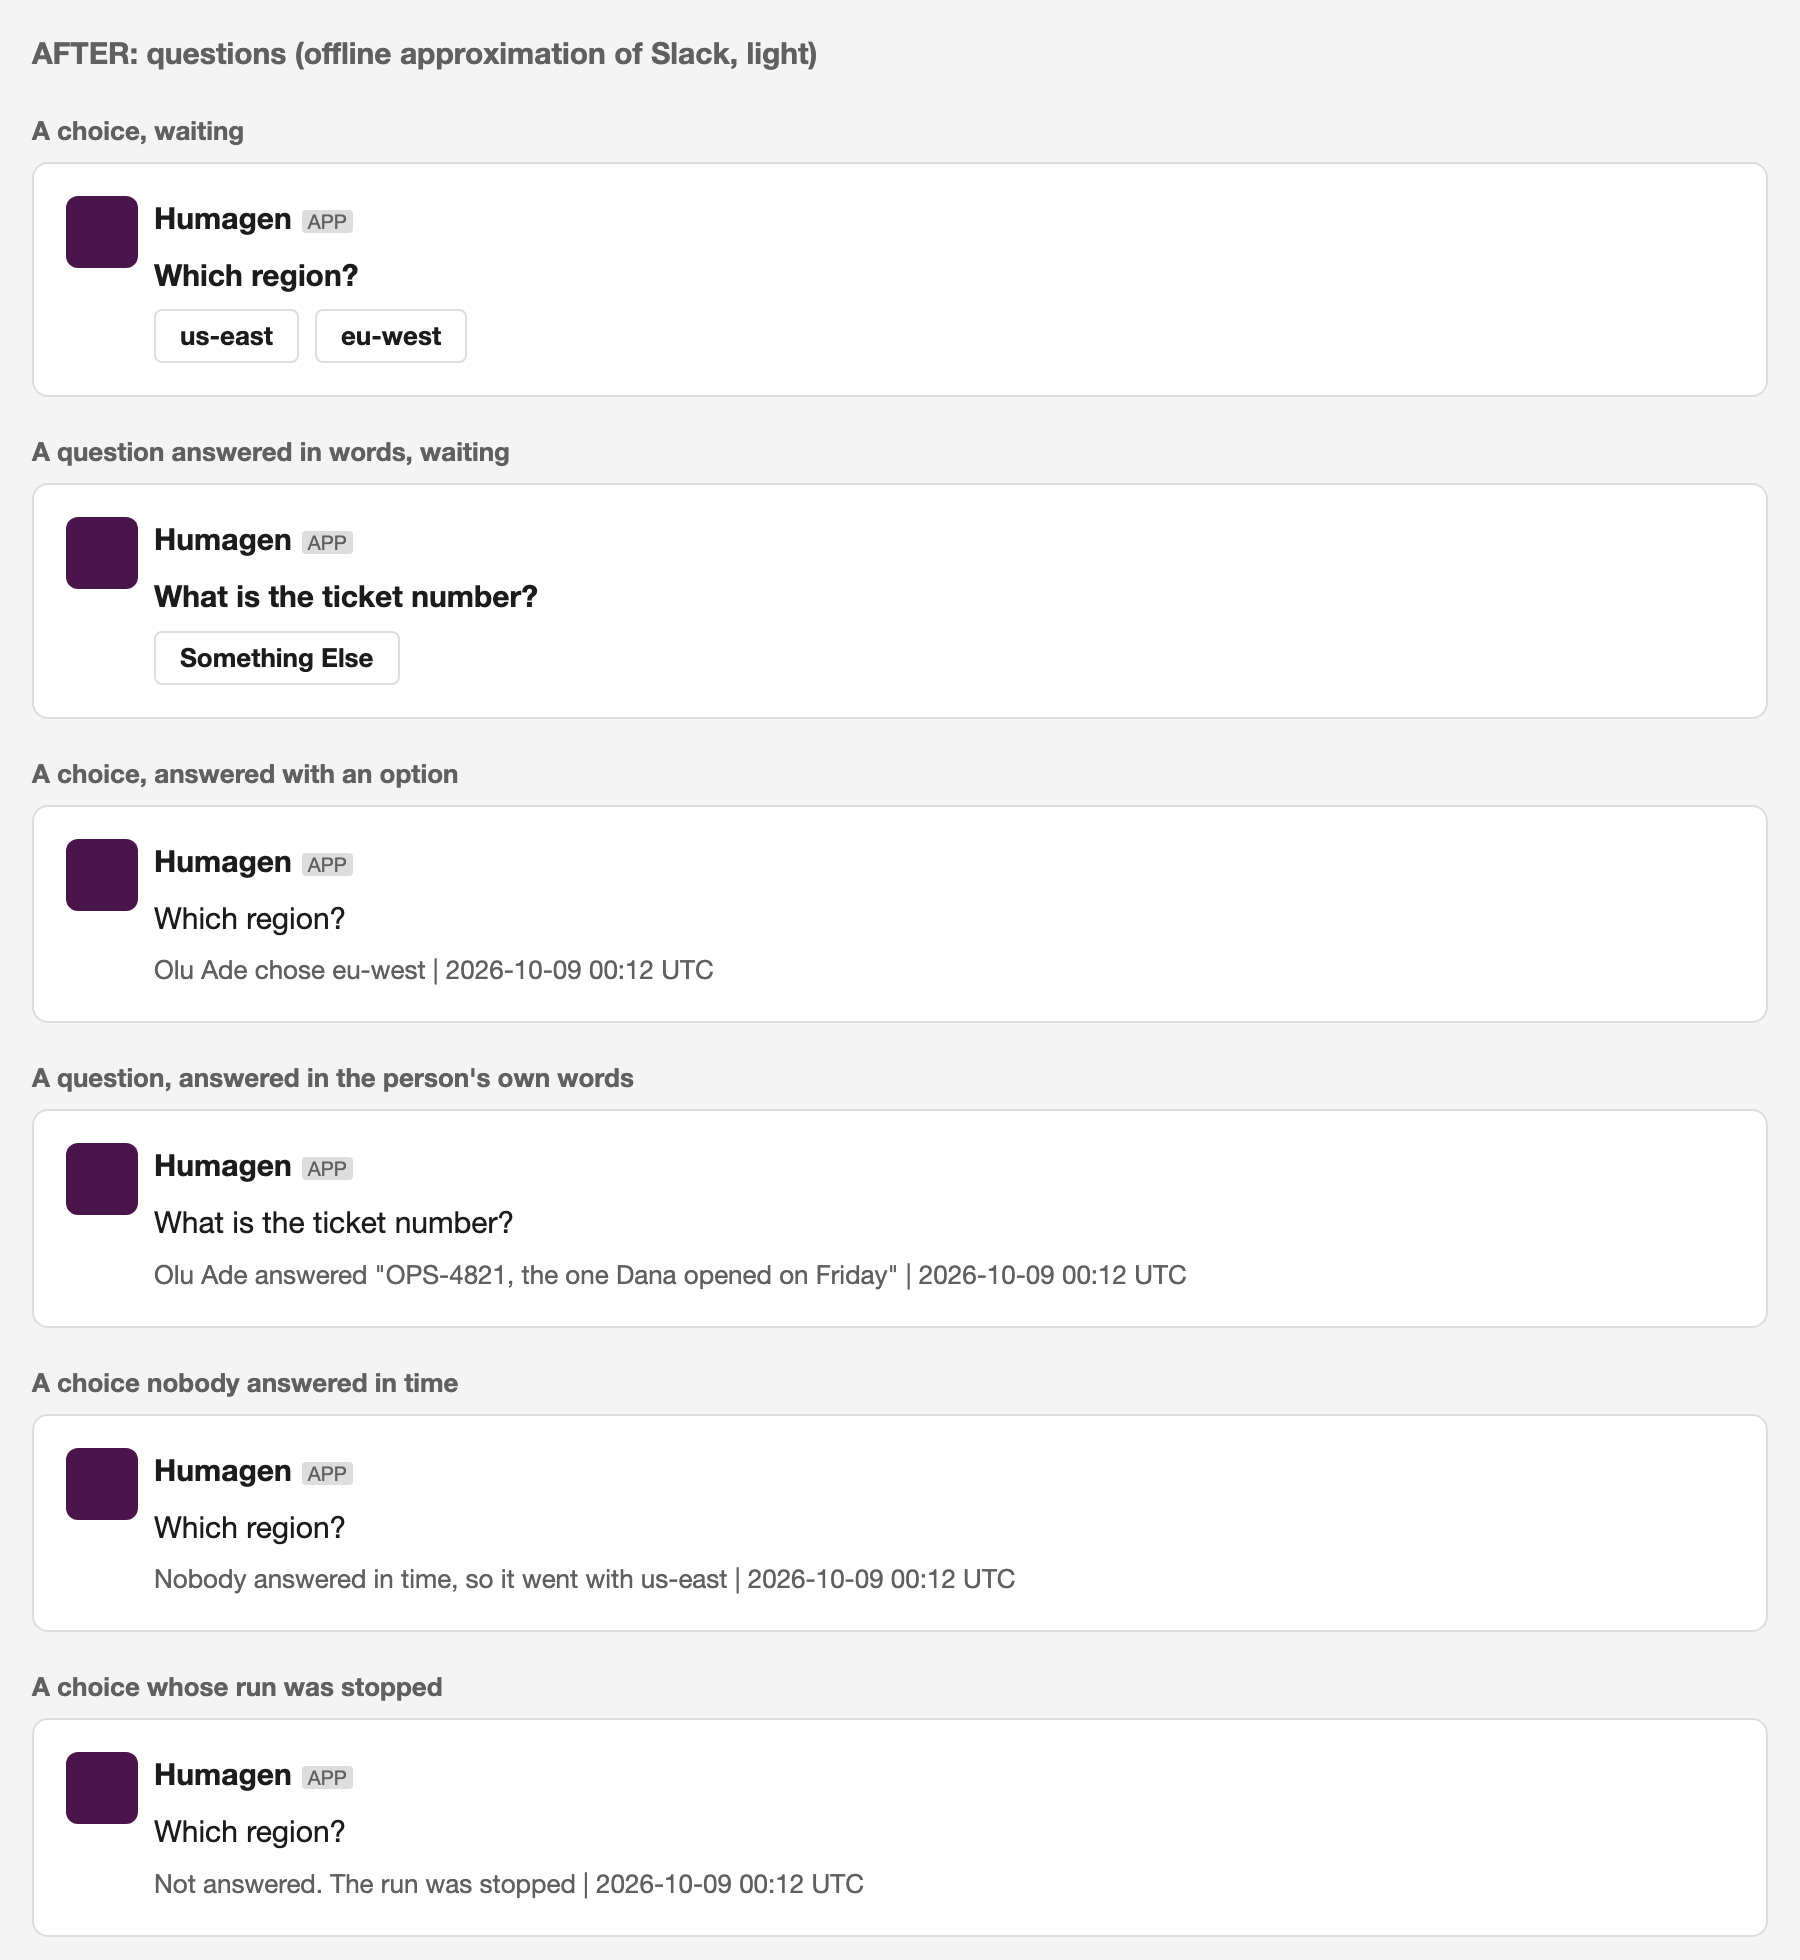 AFTER: questions (offline approximation of Slack, light)
A choice, waiting
Humagen APP
Which region?
us-east eu-west
A question answered in words, waiting
Humagen APP
What is the ticket number?
Something Else
A choice, answered with an option
Humagen APP
Which region?
Olu Ade chose eu-west | 2026-10-09 00:12 UTC
A question, answered in the person's own words
Humagen APP
What is the ticket number?
Olu Ade answered "OPS-4821, the one Dana opened on Friday" | 2026-10-09 00:12 UTC
A choice nobody answered in time
Humagen APP
Which region?
Nobody answered in time, so it went with us-east | 2026-10-09 00:12 UTC
A choice whose run was stopped
Humagen APP
Which region?
Not answered. The run was stopped | 2026-10-09 00:12 UTC